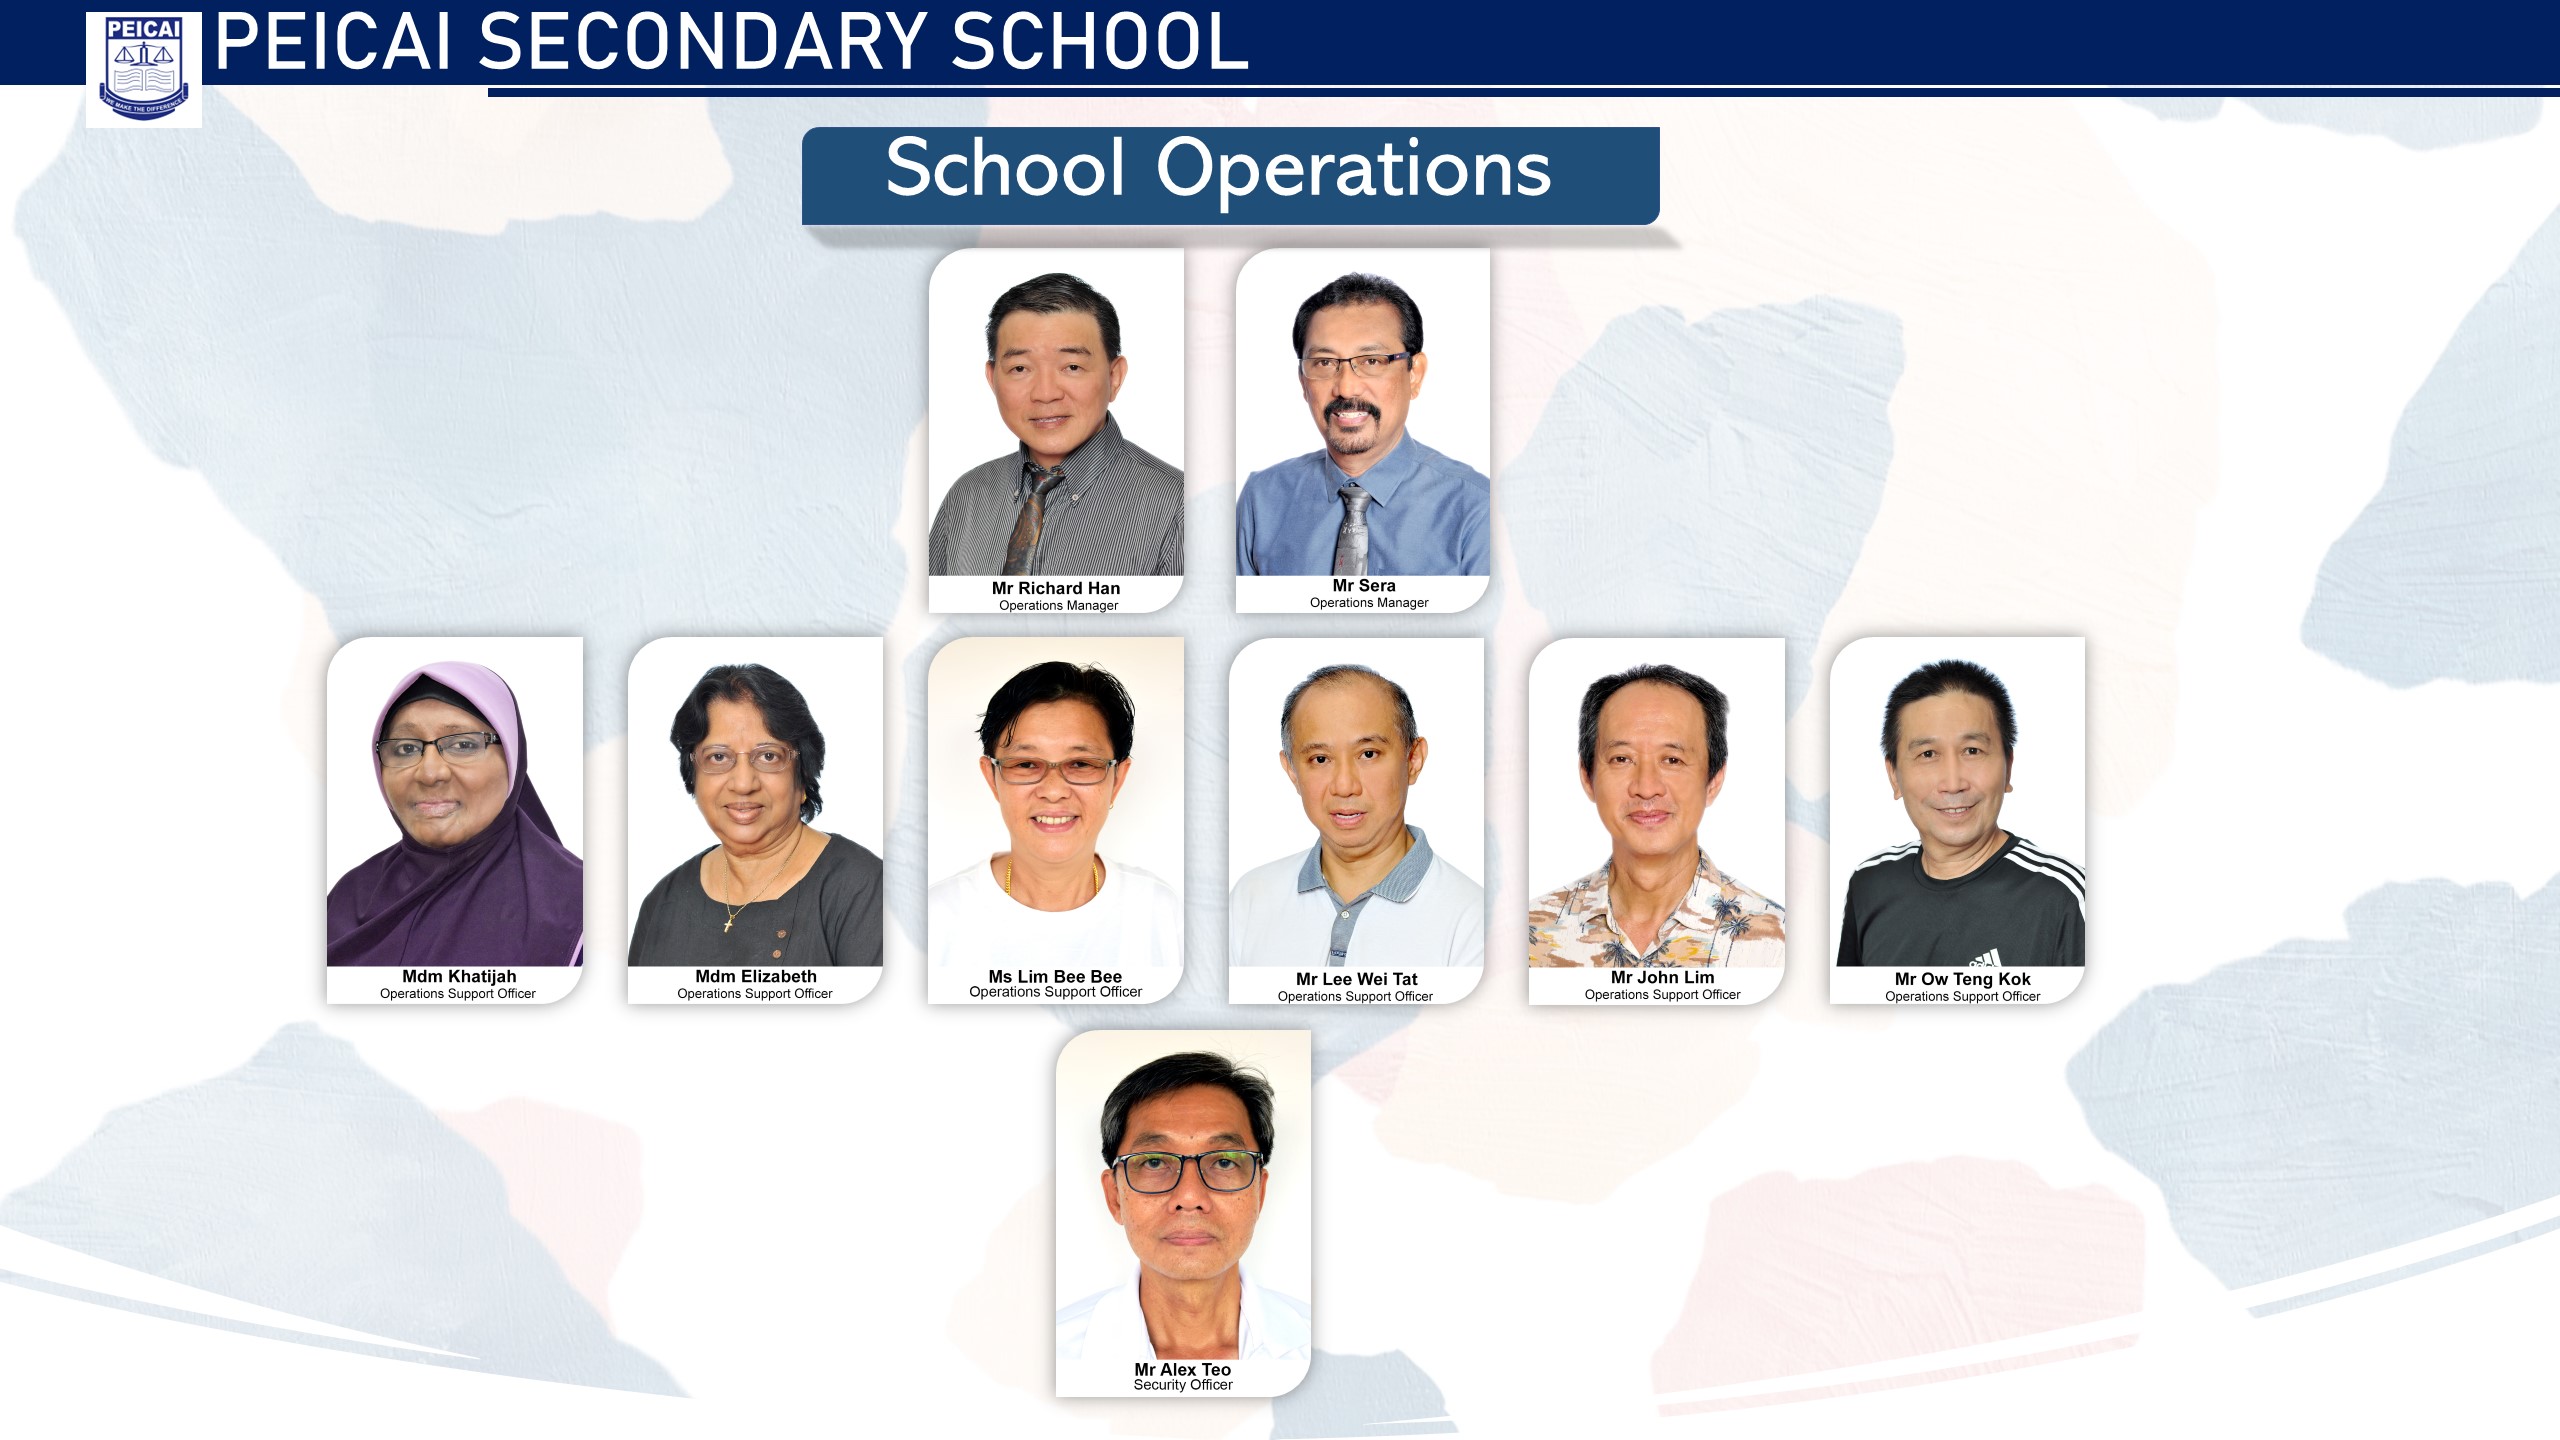 PEICAI
WE MAKE THE DIFFERENCE
PEICAI SECONDARY SCHOOL
School Operations
Mr Richard Han
Operations Manager
Mr Sera
Operations Manager
Mdm Khatijah
Operations Support Officer
Mdm Elizabeth
Operations Support Officer
Ms Lim Bee Bee
Operations Support Officer
Mr Lee Wei Tat
Operations Support Officer
Mr John Lim
Operations Support Officer
Mr Ow Teng Kok
Operations Support Officer
Mr Alex Teo
Security Officer